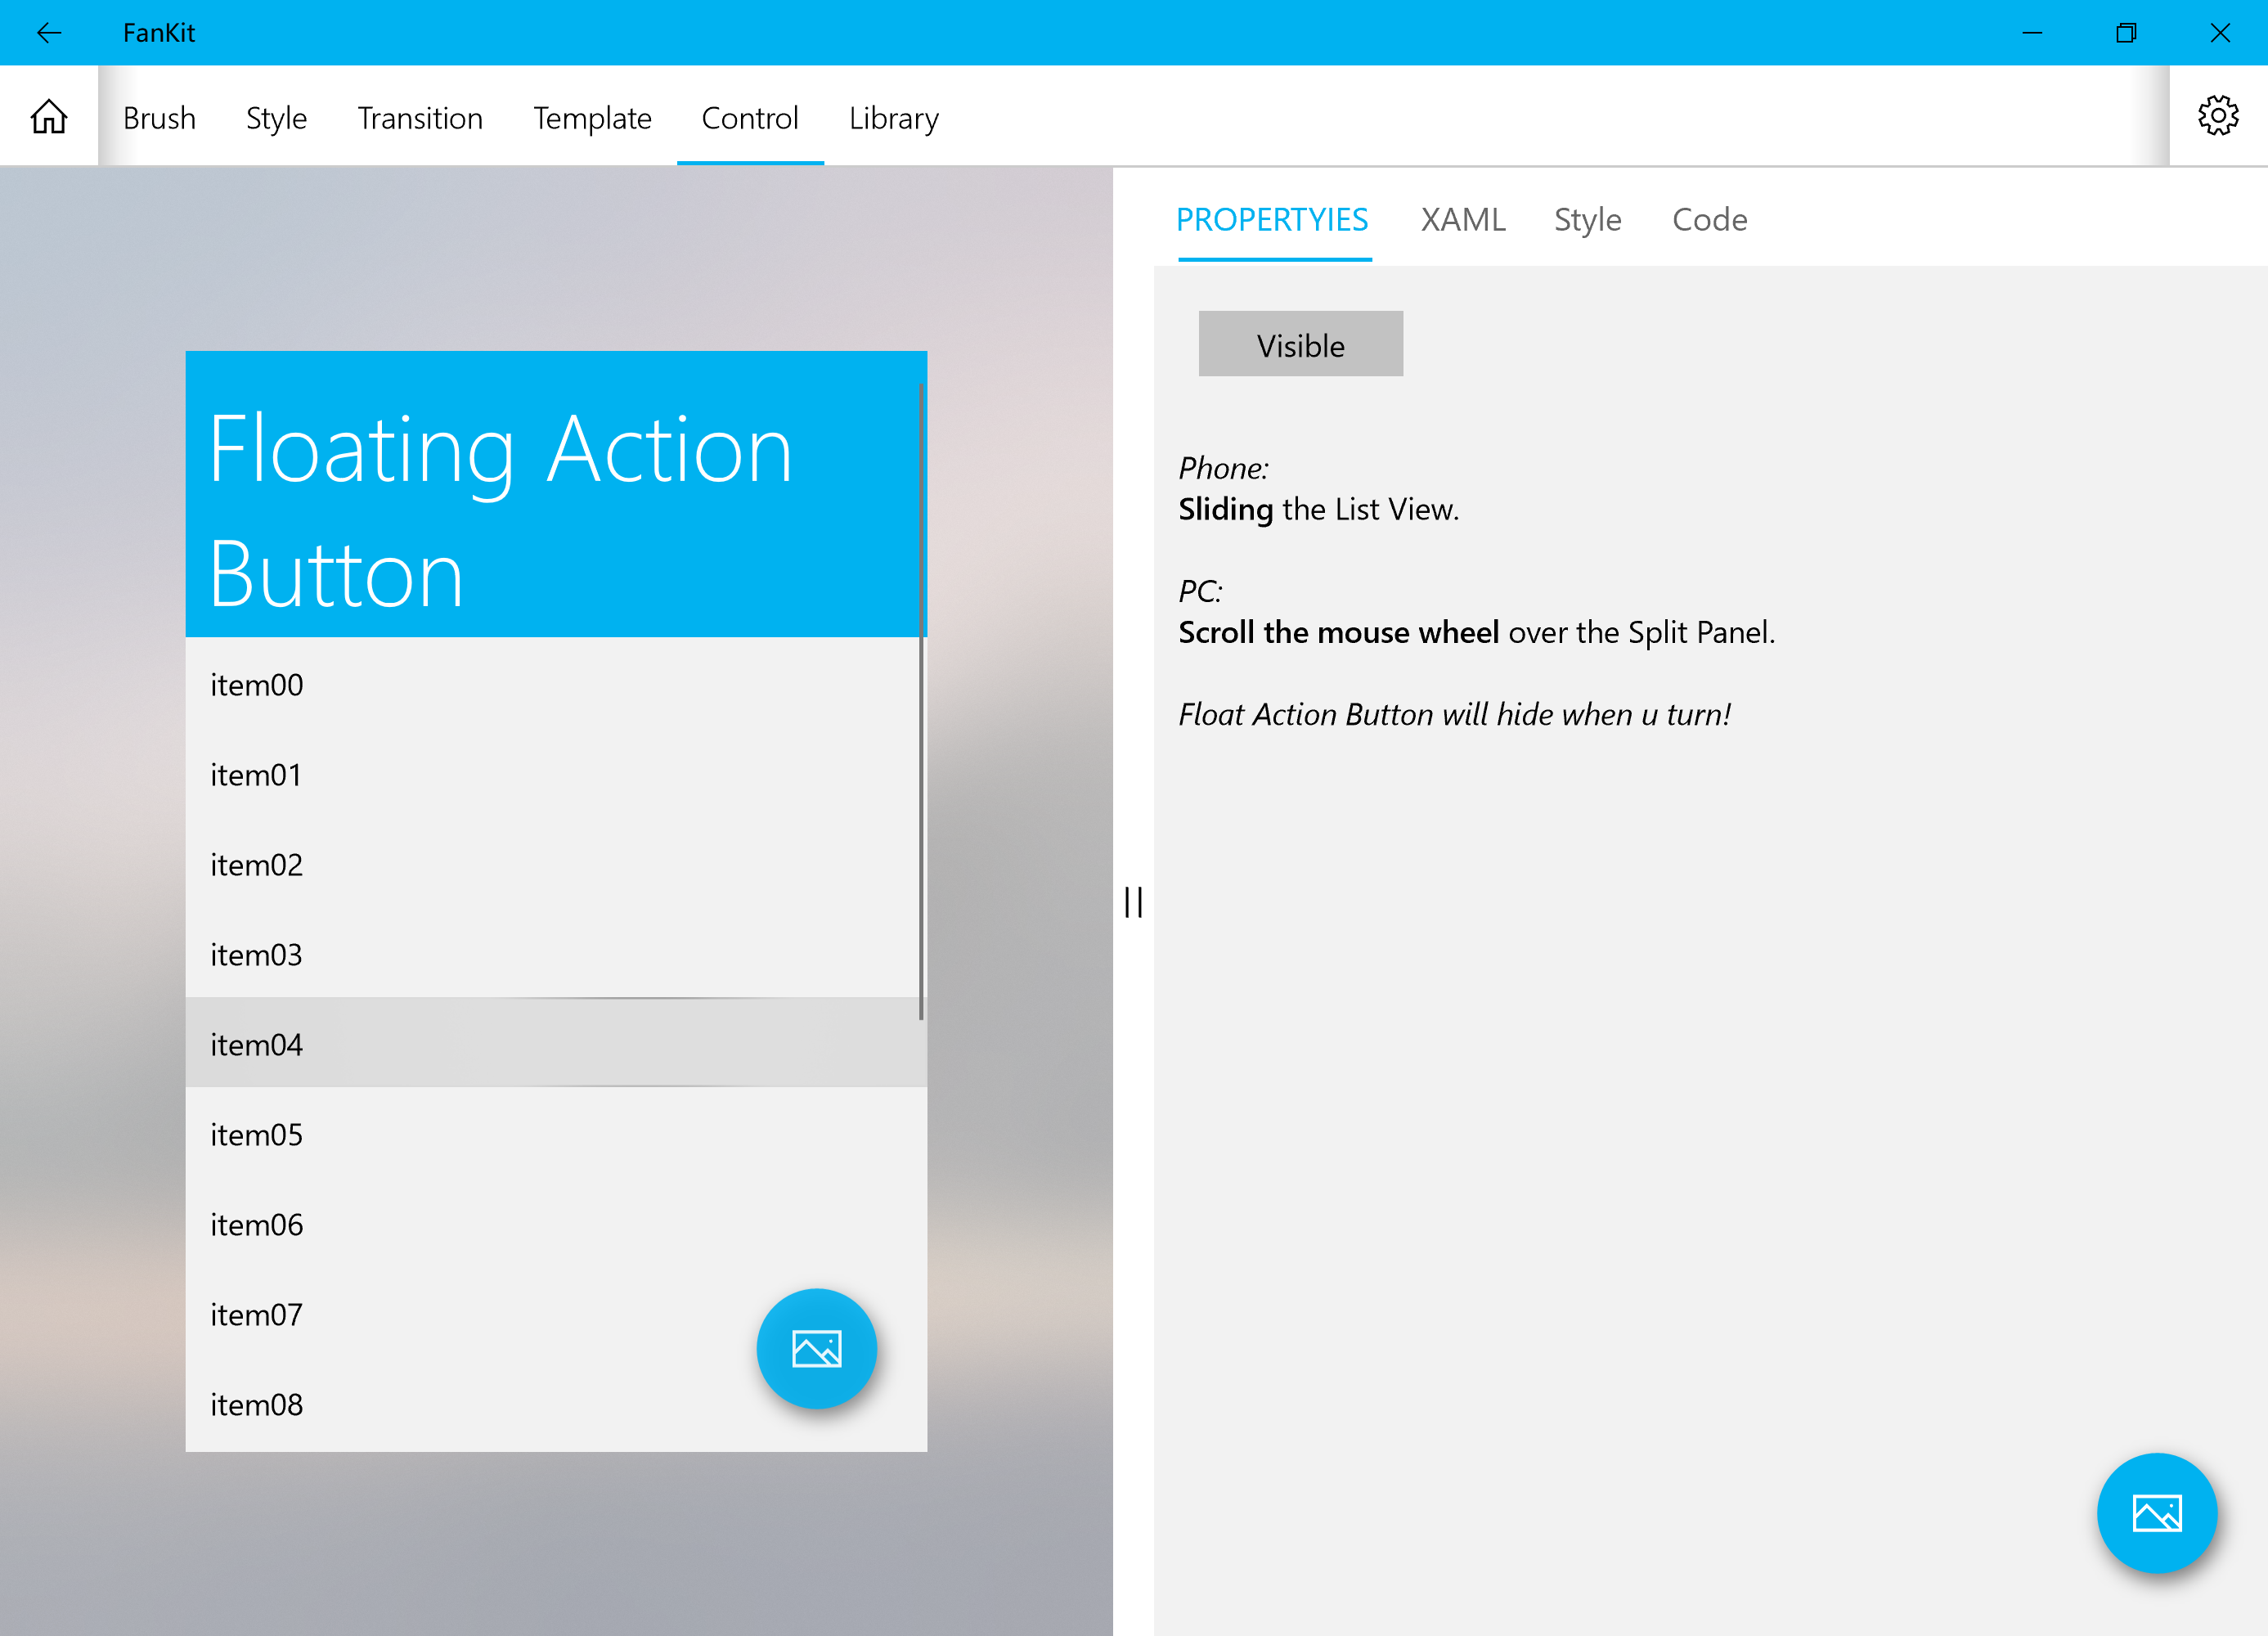 FanKit
Brush Style Transition Template Control Library
Floating Action
Button
item00
item01
item02
item03
item04
item05
item06
item07
item08
PROPERTYIES XAML Style Code
Visible
Phone:
Sliding the List View.
PC:
Scroll the mouse wheel over the Split Panel.
Float Action Button will hide when u turn!